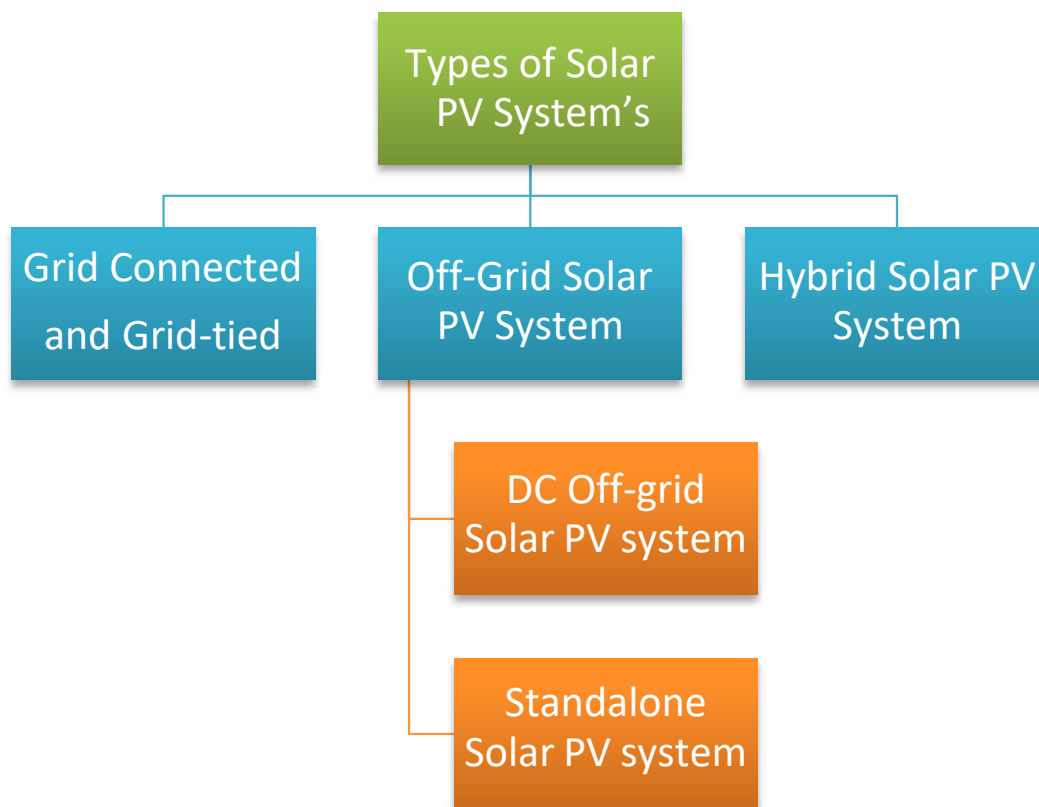 Types of Solar
PV System’s
Grid Connected
and Grid-tied
Off-Grid Solar
PV System
Hybrid Solar PV
System
DC Off-grid
Solar PV system
Standalone
Solar PV system